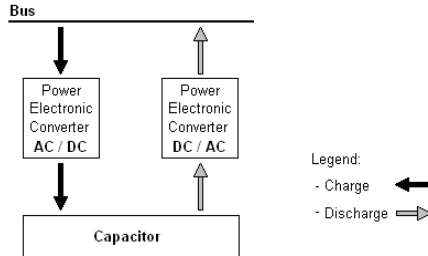 Bus
Power
Electronic
Converter
AC / DC
Power
Electronic
Converter
DC / AC
Capacitor
Legend:
- Charge
- Discharge